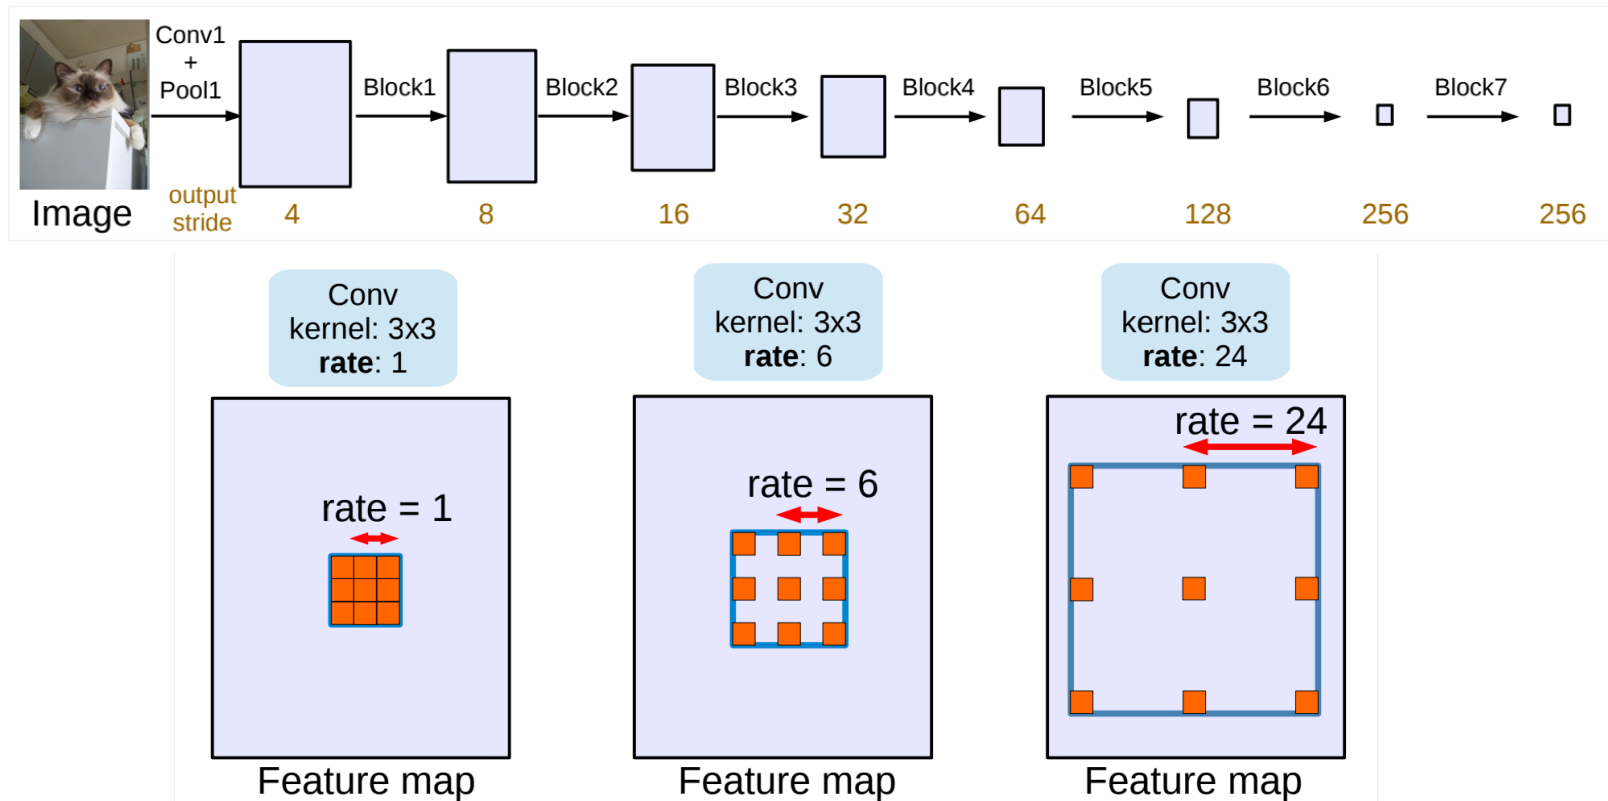 Conv1
+
Pool1
Block1
Block2
Block3
Block4
Block5
Block6
Block7
Image
output
stride
4
8
16
32
64
128
256
256
Conv
kernel: 3x3
rate: 1
Conv
kernel: 3x3
rate: 6
Conv
kernel: 3x3
rate: 24
rate = 1
rate = 6
rate = 24
Feature map
Feature map
Feature map